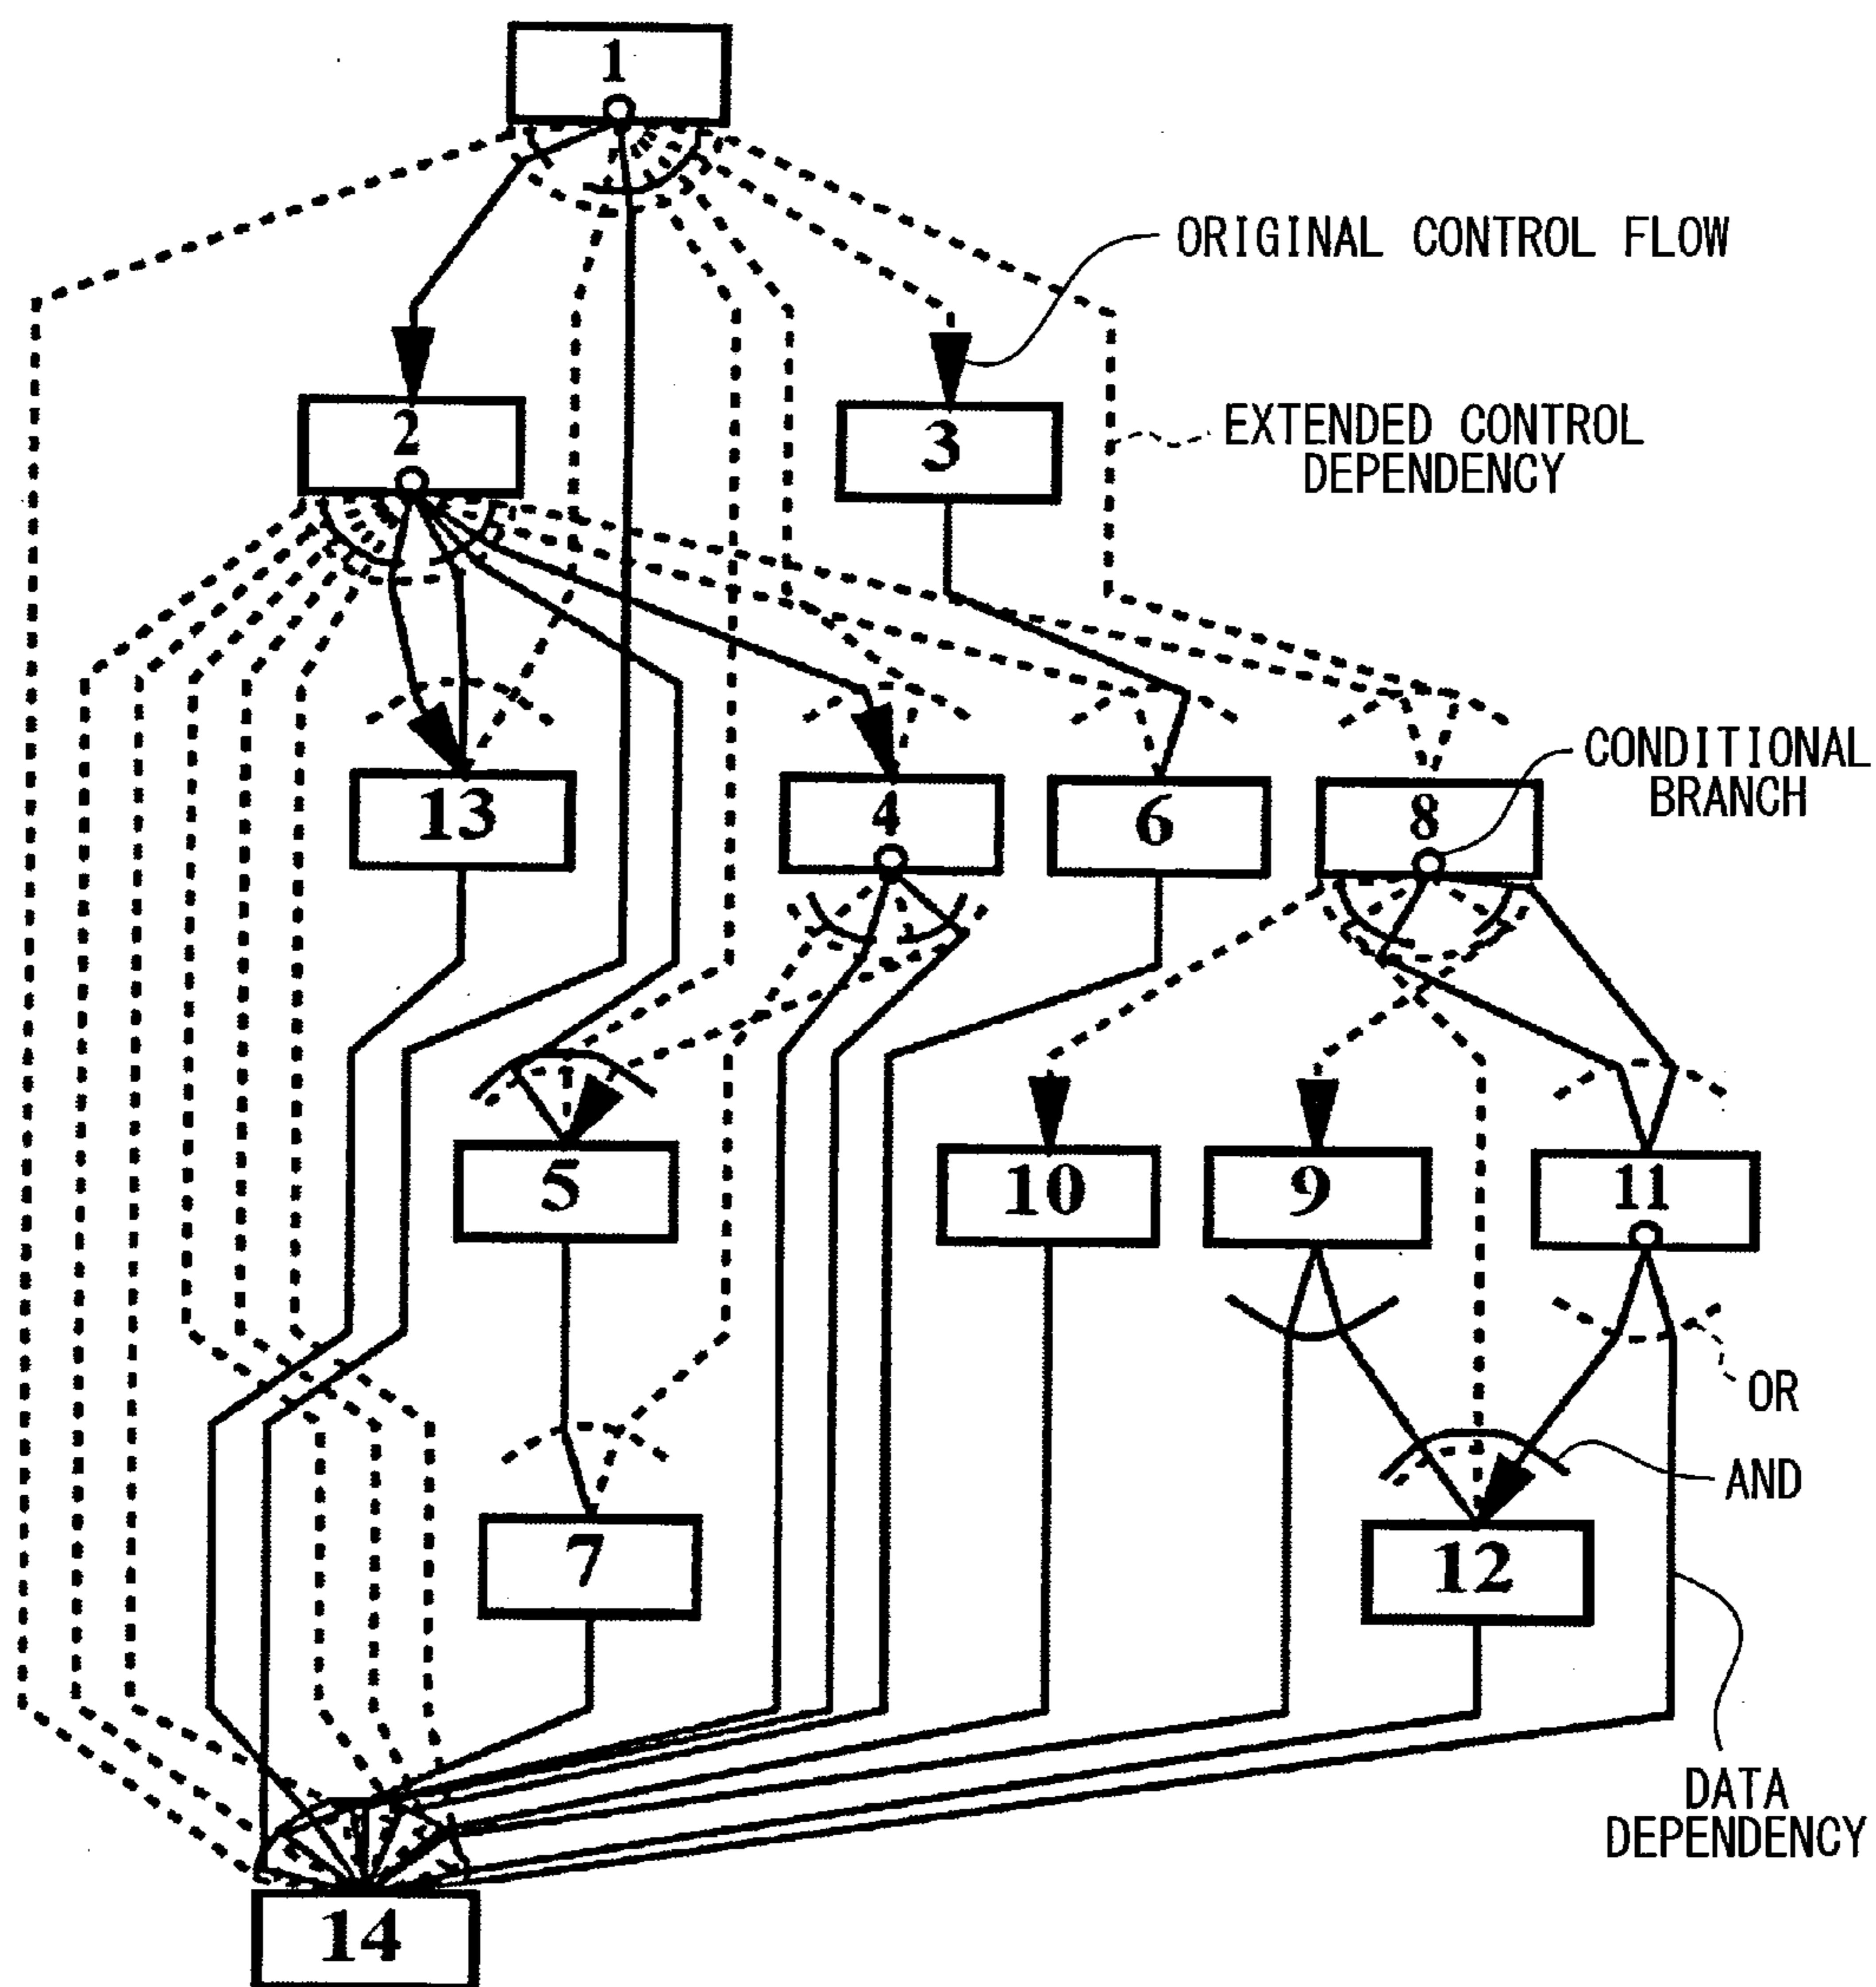 1
ORIGINAL CONTROL FLOW
2
3
EXTENDED CONTROL
DEPENDENCY
13
4
6
8
CONDITIONAL
BRANCH
5
10
9
11
OR
AND
7
12
DATA
DEPENDENCY
14